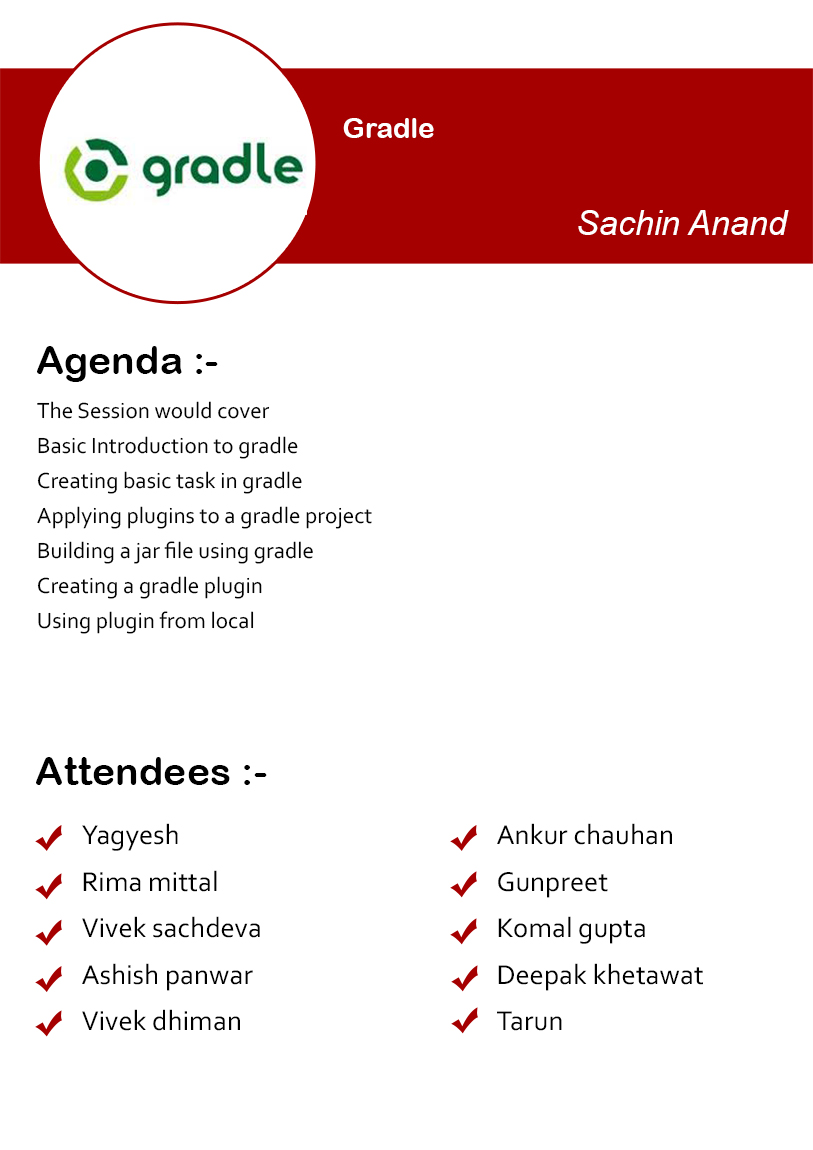 gradle
Gradle
Sachin Anand
Agenda :-
The Session would cover
Basic Introduction to gradle
Creating basic task in gradle
Applying plugins to a gradle project
Building a jar file using gradle
Creating a gradle plugin
Using plugin from local
Attendees :-
Yagyesh
Rima mittal
Vivek sachdeva
Ashish panwar
Vivek dhiman
Ankur chauhan
Gunpreet
Komal gupta
Deepak khetawat
Tarun